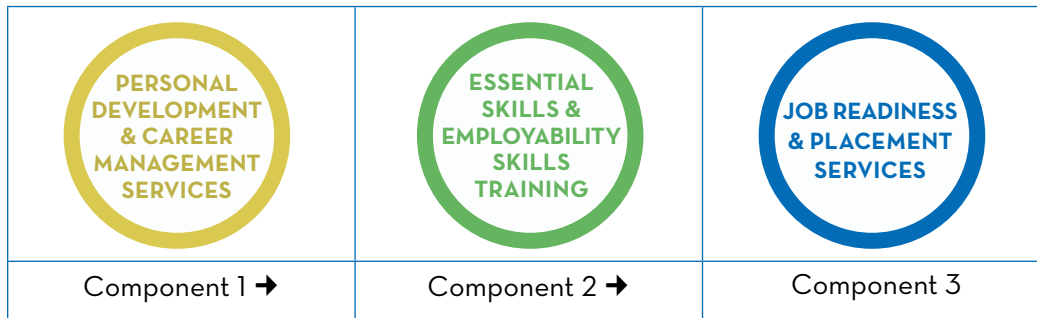 PERSONAL
DEVELOPMENT
& CAREER
MANAGEMENT
SERVICES
ESSENTIAL
SKILLS &
EMPLOYABILITY
SKILLS
TRAINING
JOB READINESS
& PLACEMENT
SERVICES
Component 1 →
Component 2 →
Component 3